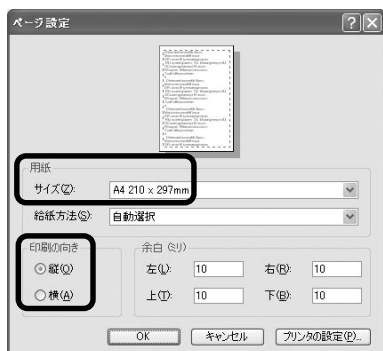 ページ設定
用紙
サイズ(Z):
A4 210 x 297mm
給紙方法(S):
自動選択
印刷の向き
縦(O)
横(A)
余白(ミリ)
左(L):
10
右(R):
10
上(T):
10
下(B):
10
OK
キャンセル
プリンタの設定(P)...